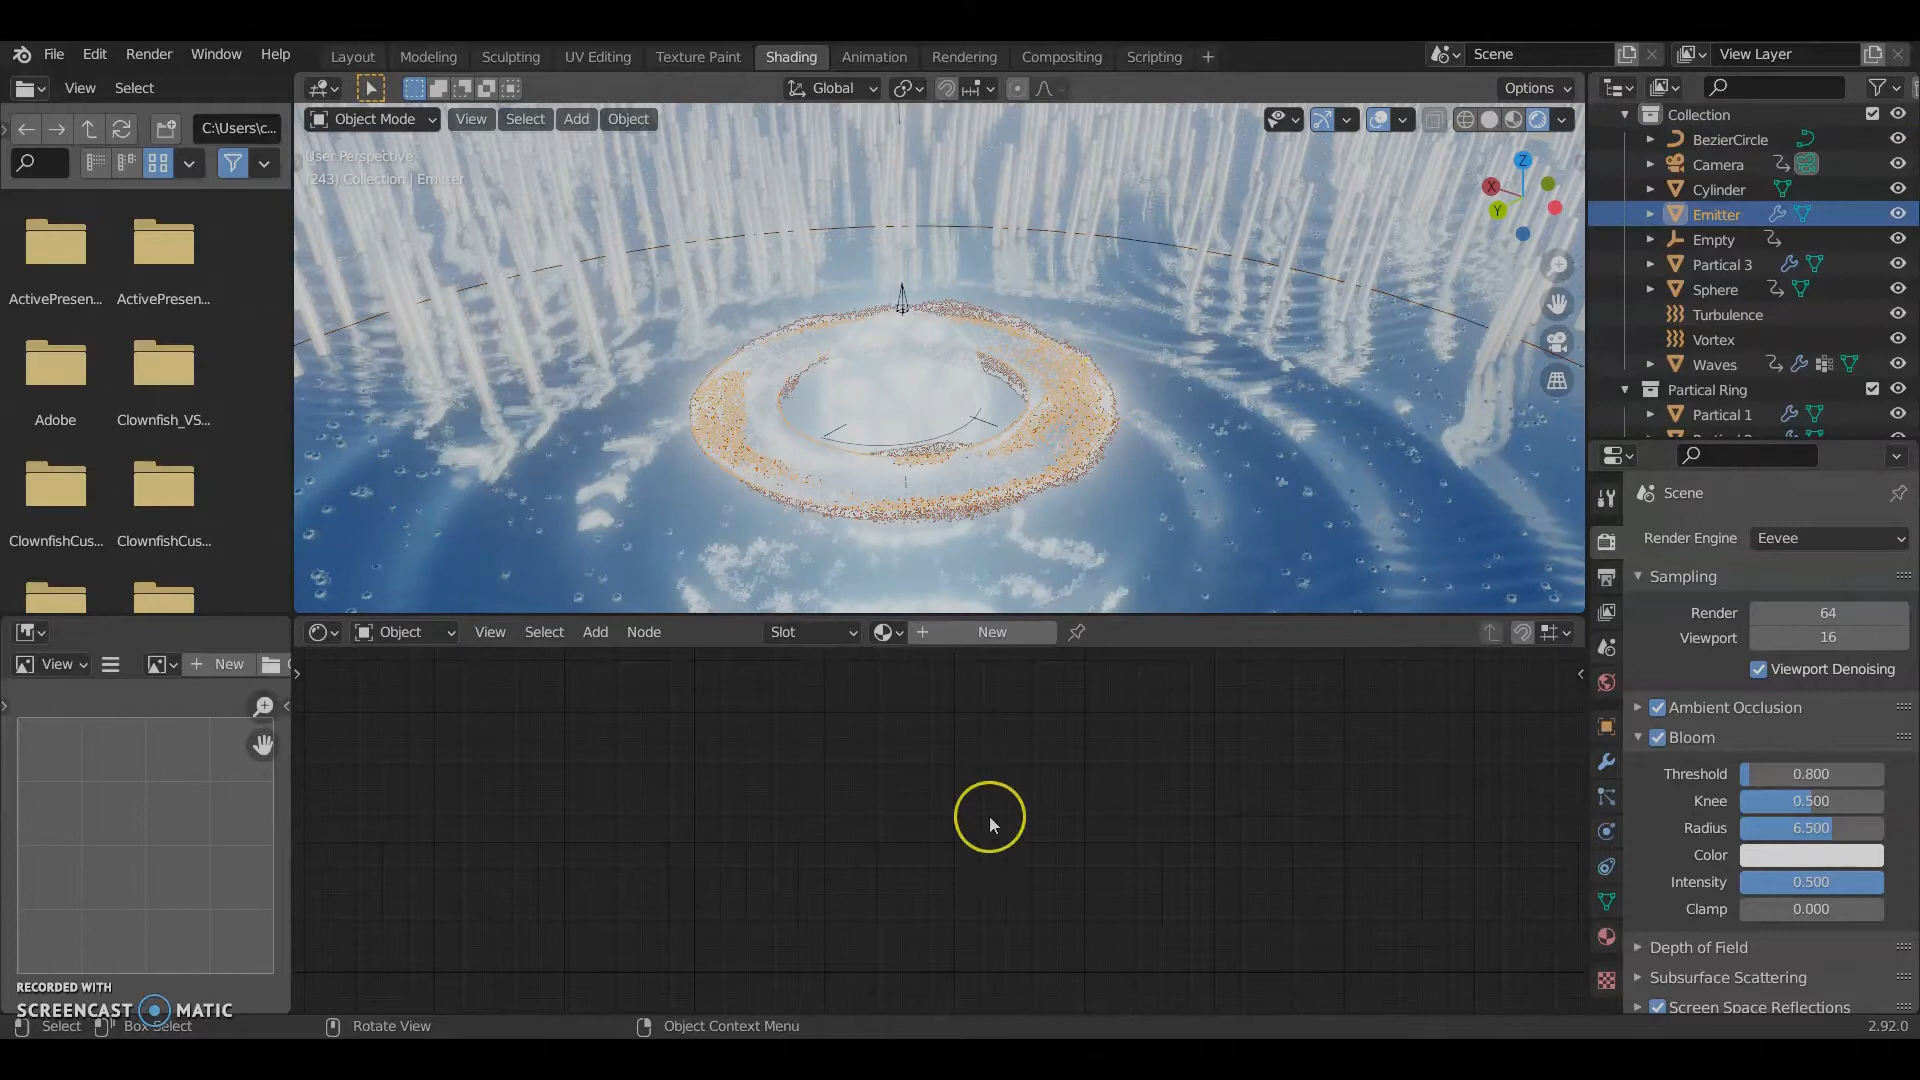 File Edit Render Window Help
Layout Modeling Sculpting UV Editing Texture Paint Shading Animation Rendering Compositing Scripting
Scene
View Layer
View Select
Global
Options
C:\Users\c...
Object Mode View Select Add Object
User Perspective
(243) Collection | Emitter
Z
X
Y
ActivePresen... ActivePresen...
Adobe Clownfish_VS...
ClownfishCus... ClownfishCus...
Collection
BezierCircle
Camera
Cylinder
Emitter
Empty
Partical 3
Sphere
Turbulence
Vortex
Waves
Partical Ring
Partical 1
Scene
Render Engine Eevee
Sampling
Render 64
Viewport 16
Viewport Denoising
Ambient Occlusion
Bloom
Threshold 0.800
Knee 0.500
Radius 6.500
Color
Intensity 0.500
Clamp 0.000
Depth of Field
Subsurface Scattering
Screen Space Reflections
Object View Select Add Node Slot New
View New
RECORDED WITH
SCREENCAST MATIC
Select Box Select Rotate View Object Context Menu
2.92.0